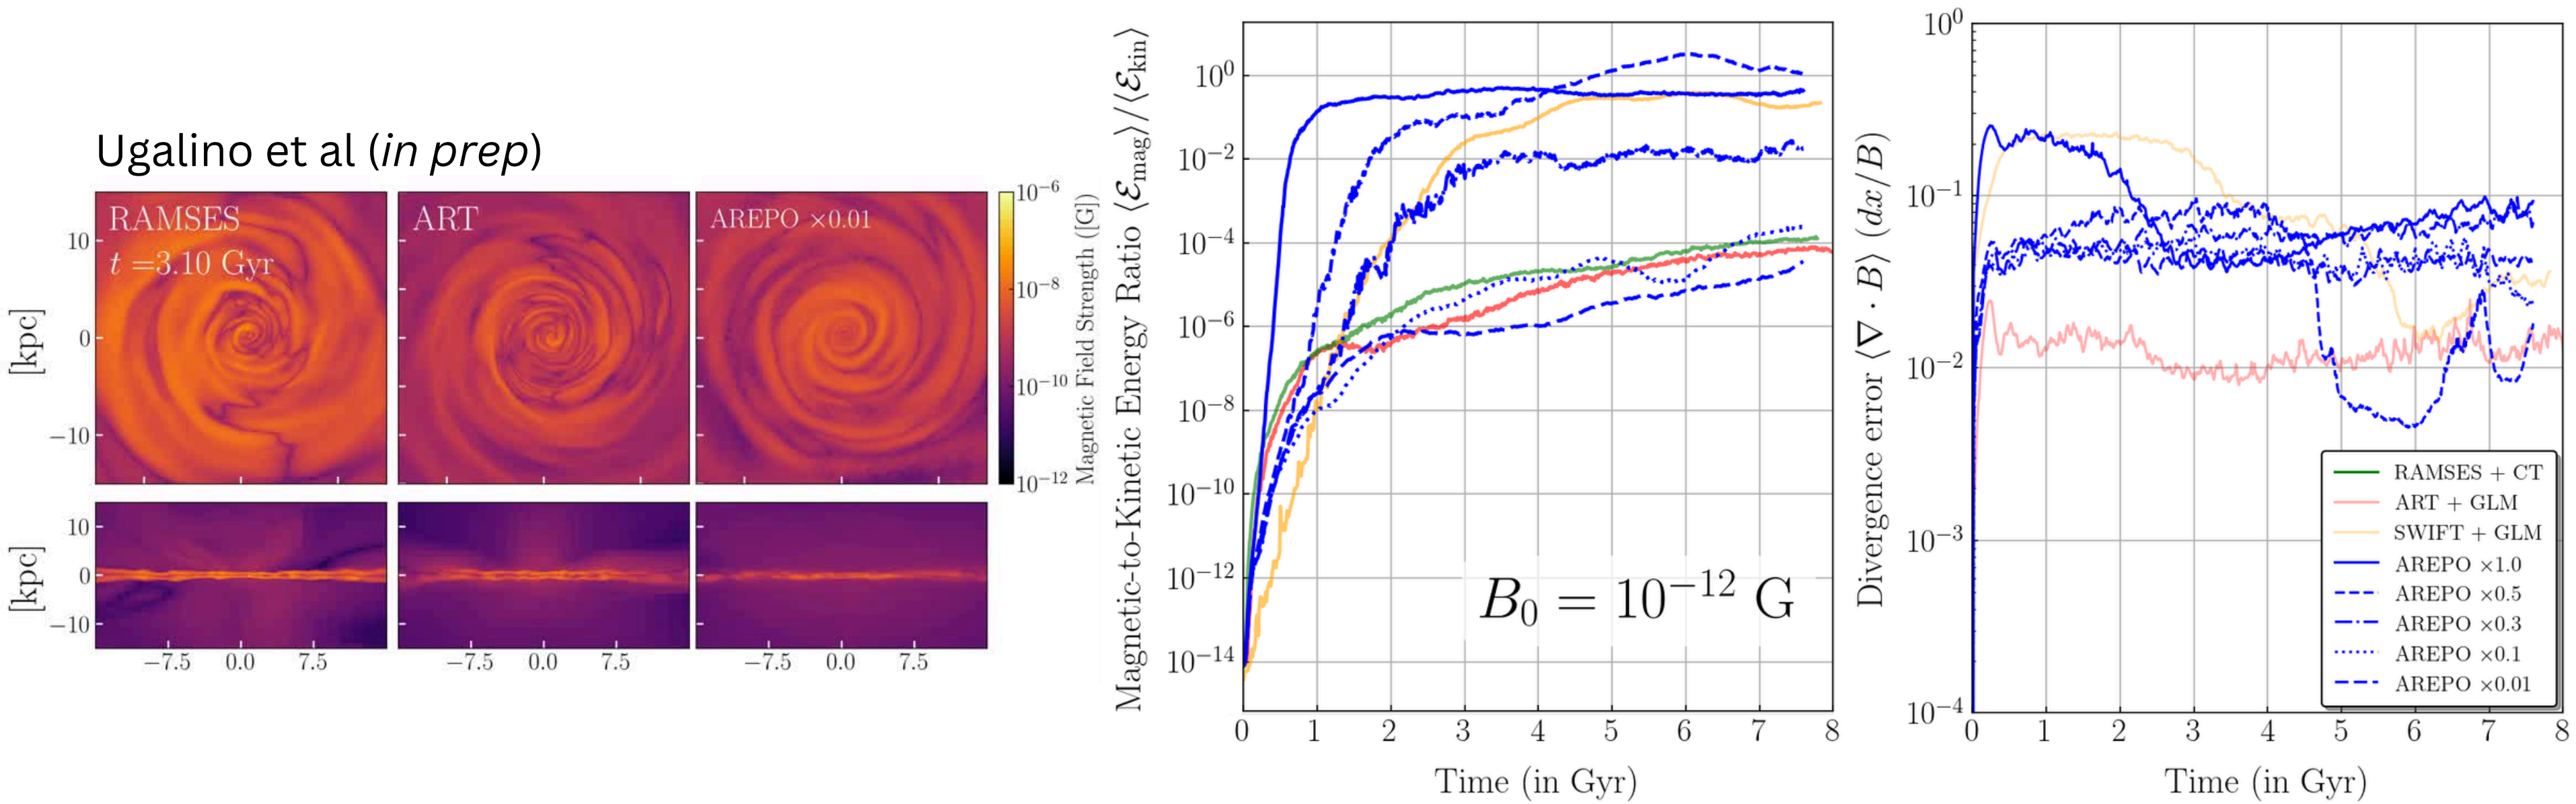 Ugalino et al (in prep)
RAMSES
t =3.10 Gyr
ART
AREPO ×0.01
10
0
−10
[kpc]
10
0
−10
[kpc]
−7.5 0.0 7.5
−7.5 0.0 7.5
−7.5 0.0 7.5
10⁻⁶
10⁻⁸
10⁻¹⁰
10⁻¹²
Magnetic Field Strength ([G])
Magnetic-to-Kinetic Energy Ratio ⟨ℰmag⟩/⟨ℰkin⟩
10⁰
10⁻²
10⁻⁴
10⁻⁶
10⁻⁸
10⁻¹⁰
10⁻¹²
10⁻¹⁴
B₀ = 10⁻¹² G
0 1 2 3 4 5 6 7 8
Time (in Gyr)
Divergence error ⟨∇ · B⟩ (dx/B)
10⁰
10⁻¹
10⁻²
10⁻³
10⁻⁴
RAMSES + CT
ART + GLM
SWIFT + GLM
AREPO ×1.0
AREPO ×0.5
AREPO ×0.3
AREPO ×0.1
AREPO ×0.01
0 1 2 3 4 5 6 7 8
Time (in Gyr)